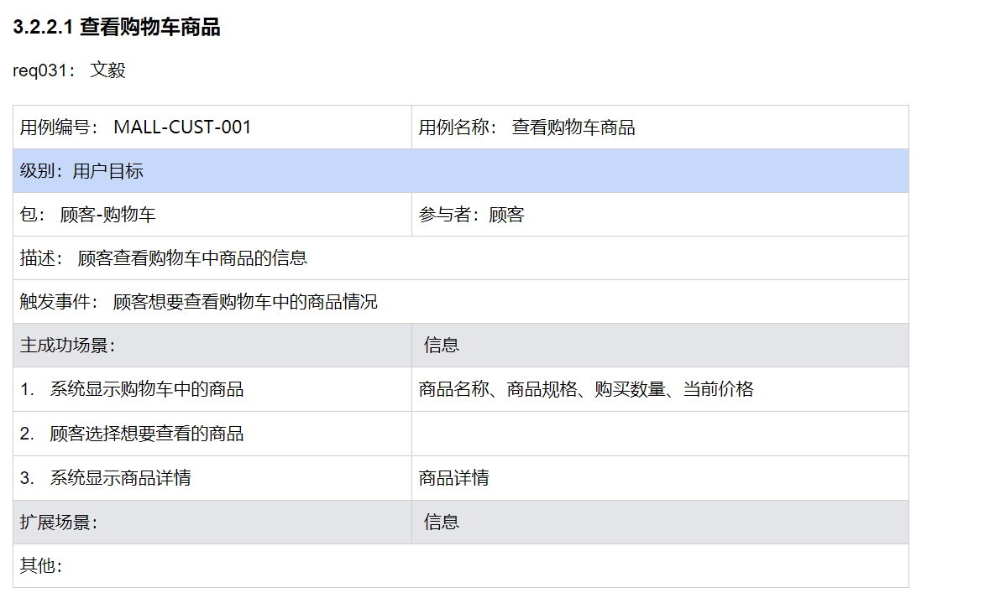 3.2.2.1 查看购物车商品
req031： 文毅
用例编号： MALL-CUST-001
用例名称： 查看购物车商品
级别：用户目标
包： 顾客-购物车
参与者：顾客
描述： 顾客查看购物车中商品的信息
触发事件： 顾客想要查看购物车中的商品情况
主成功场景：
信息
1. 系统显示购物车中的商品
商品名称、商品规格、购买数量、当前价格
2. 顾客选择想要查看的商品
3. 系统显示商品详情
商品详情
扩展场景：
信息
其他：